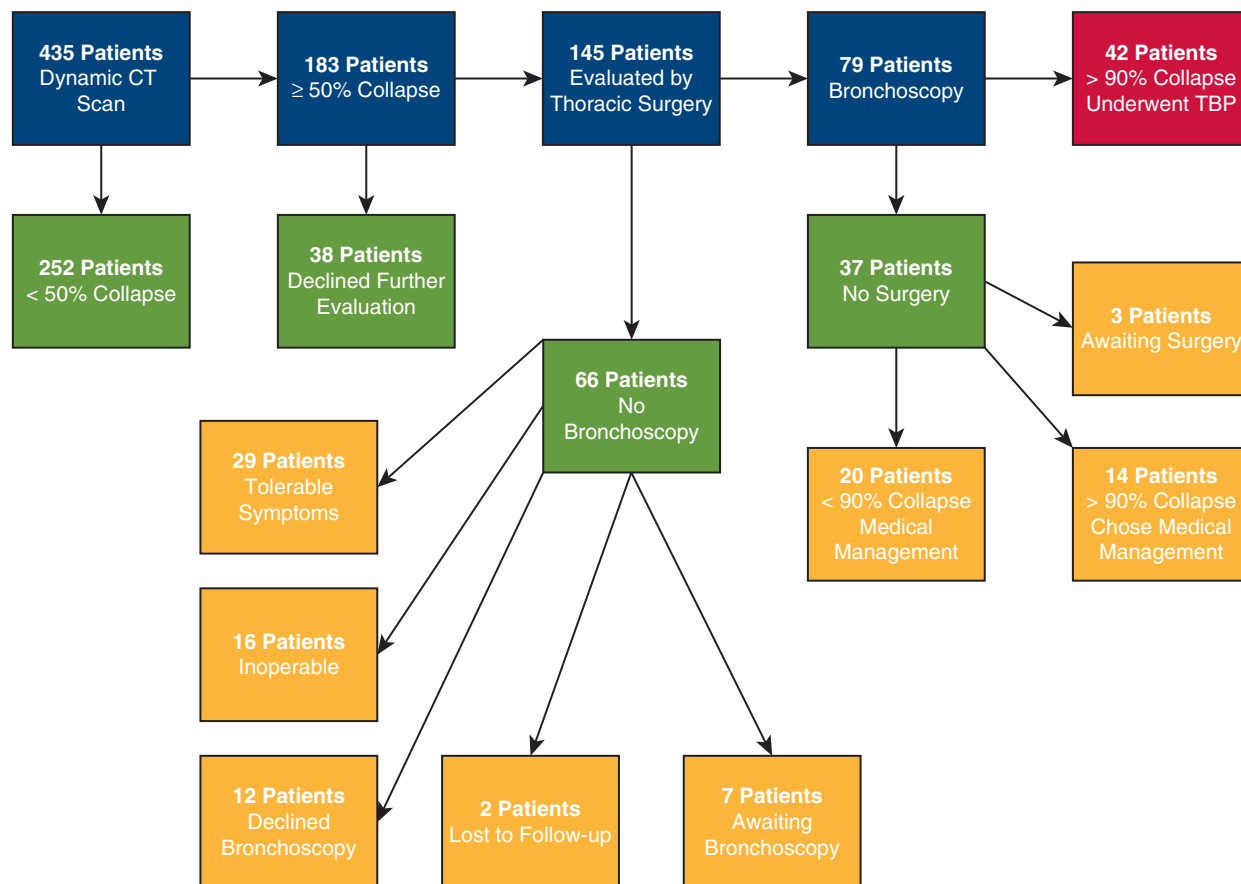 435 Patients
Dynamic CT
Scan
183 Patients
≥ 50% Collapse
145 Patients
Evaluated by
Thoracic Surgery
79 Patients
Bronchoscopy
42 Patients
> 90% Collapse
Underwent TBP
252 Patients
< 50% Collapse
38 Patients
Declined Further
Evaluation
37 Patients
No Surgery
3 Patients
Awaiting Surgery
66 Patients
No
Bronchoscopy
29 Patients
Tolerable
Symptoms
20 Patients
< 90% Collapse
Medical
Management
14 Patients
> 90% Collapse
Chose Medical
Management
16 Patients
Inoperable
12 Patients
Declined
Bronchoscopy
2 Patients
Lost to Follow-up
7 Patients
Awaiting
Bronchoscopy